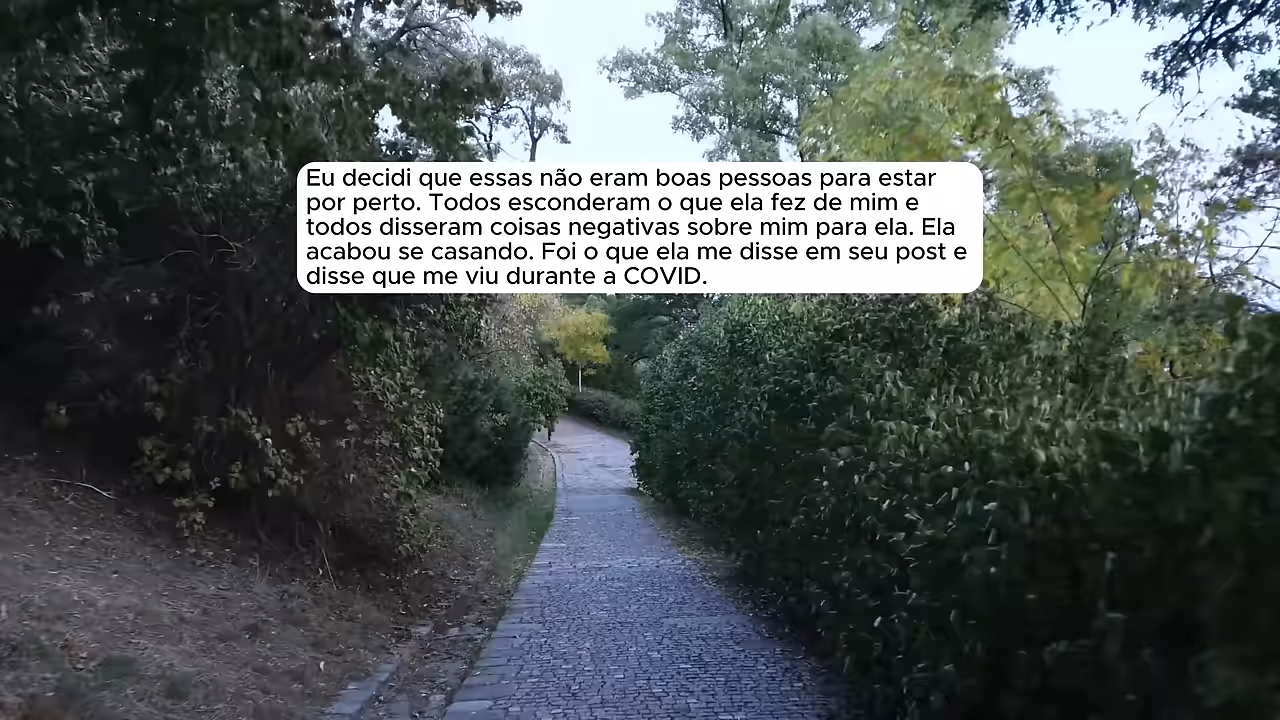 Eu decidi que essas não eram boas pessoas para estar
por perto. Todos esconderam o que ela fez de mim e
todos disseram coisas negativas sobre mim para ela. Ela
acabou se casando. Foi o que ela me disse em seu post e
disse que me viu durante a COVID.